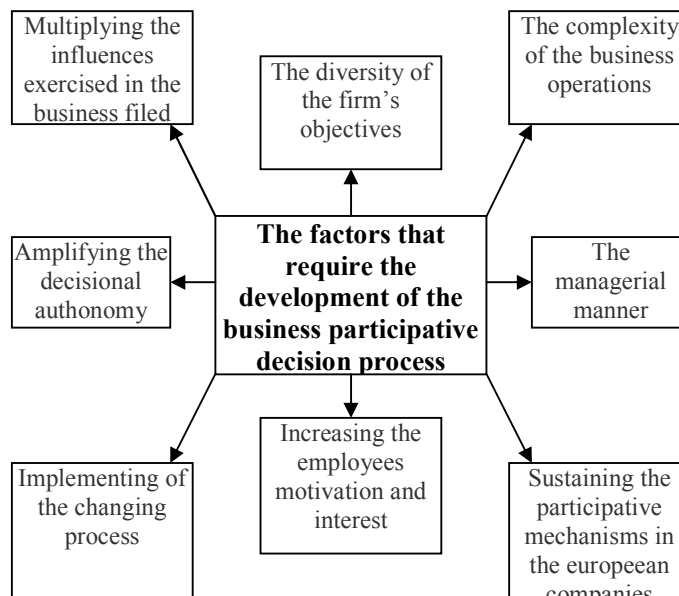 Multiplying the
influences
exercised in the
business filed
The diversity of
the firm's
objectives
The complexity
of the business
operations
Amplifying the
decisional
authonomy
The factors that
require the
development of the
business participative
decision process
The
managerial
manner
Implementing of
the changing
process
Increasing the
employees
motivation and
interest
Sustaining the
participative
mechanisms in
the europeean
companies